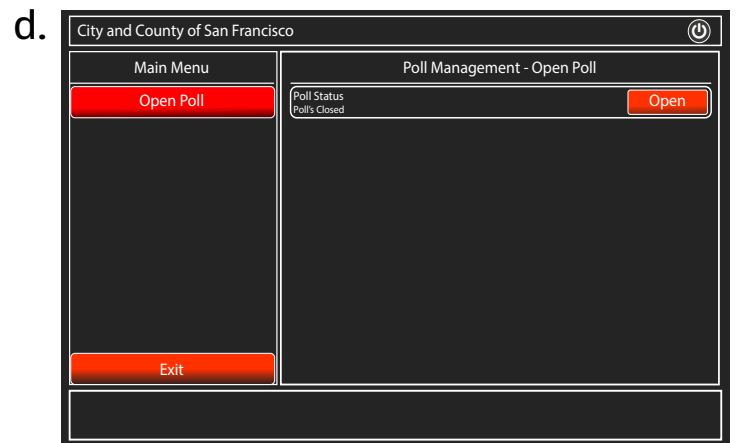 d.
City and County of San Francisco
Main Menu
Open Poll
Exit
Poll Management - Open Poll
Poll Status
Poll's Closed
Open